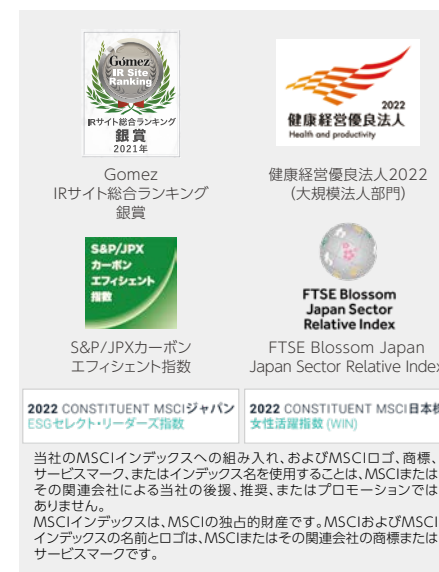 Gómez
IR Site
Ranking
IRサイト総合ランキング
銀賞
2021年
Gomez
IRサイト総合ランキング
銀賞
2022
健康経営優良法人
Health and productivity
健康経営優良法人2022
(大規模法人部門)
S&P/JPX
カーボン
エフィシェント
指数
S&P/JPXカーボン
エフィシェント指数
FTSE Blossom
Japan Sector
Relative Index
FTSE Blossom Japan
Japan Sector Relative Index
2022 CONSTITUENT MSCIジャパン
ESGセレクト・リーダーズ指数
2022 CONSTITUENT MSCI日本株
女性活躍指数 (WIN)
当社のMSCIインデックスへの組み入れ、およびMSCIロゴ、商標、
サービスマーク、またはインデックス名を使用することは、MSCIまたは
その関連会社による当社の後援、推奨、またはプロモーションでは
ありません。
MSCIインデックスは、MSCIの独占的財産です。MSCIおよびMSCI
インデックスの名前とロゴは、MSCIまたはその関連会社の商標または
サービスマークです。